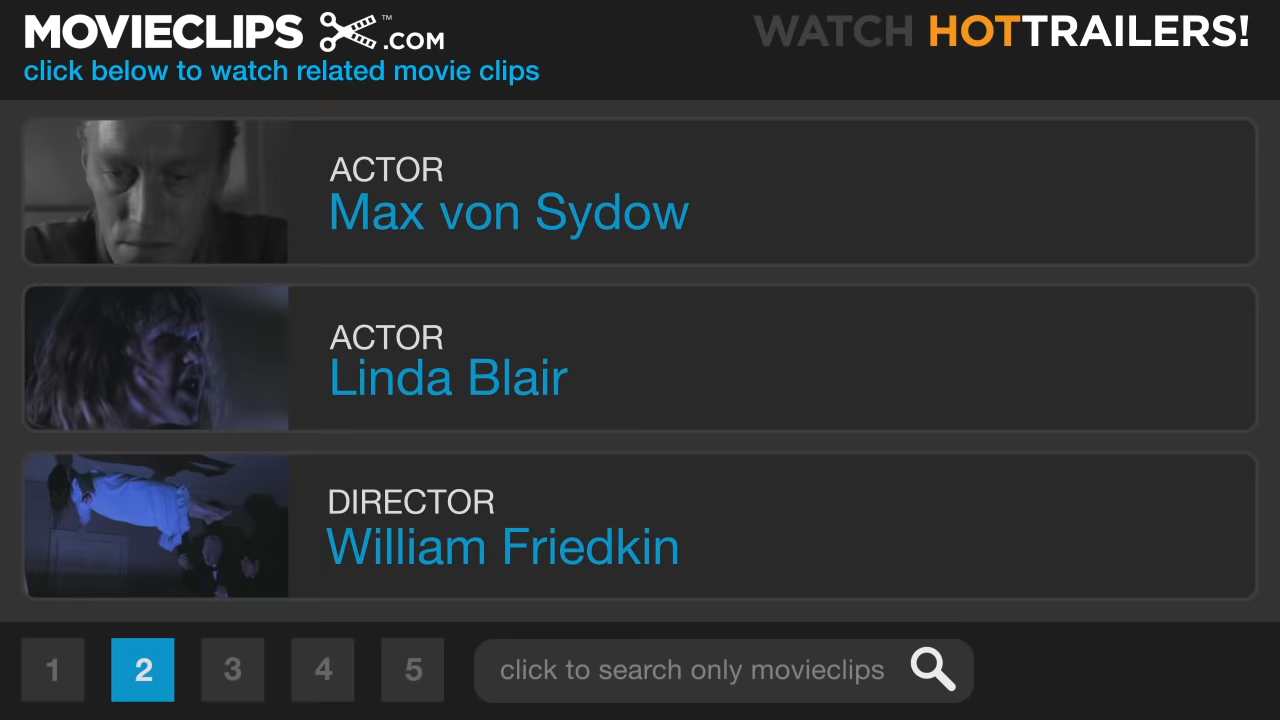 MOVIECLIPS ™ .COM
WATCH HOTTRAILERS!
click below to watch related movie clips
ACTOR
Max von Sydow
ACTOR
Linda Blair
DIRECTOR
William Friedkin
1 2 3 4 5 click to search only movieclips